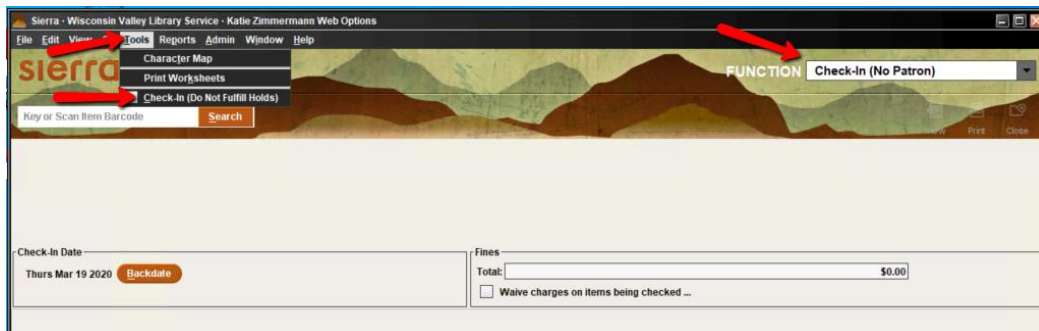 Sierra · Wisconsin Valley Library Service · Katie Zimmermann Web Options
File Edit View Tools Reports Admin Window Help
Character Map
sierra
FUNCTION Check-In (No Patron)
Print Worksheets
Check-In (Do Not Fulfill Holds)
Key or Scan Item Barcode Search
Print Close
Check-In Date
Fines
Thurs Mar 19 2020 Backdate
Total: $0.00
Waive charges on items being checked ...